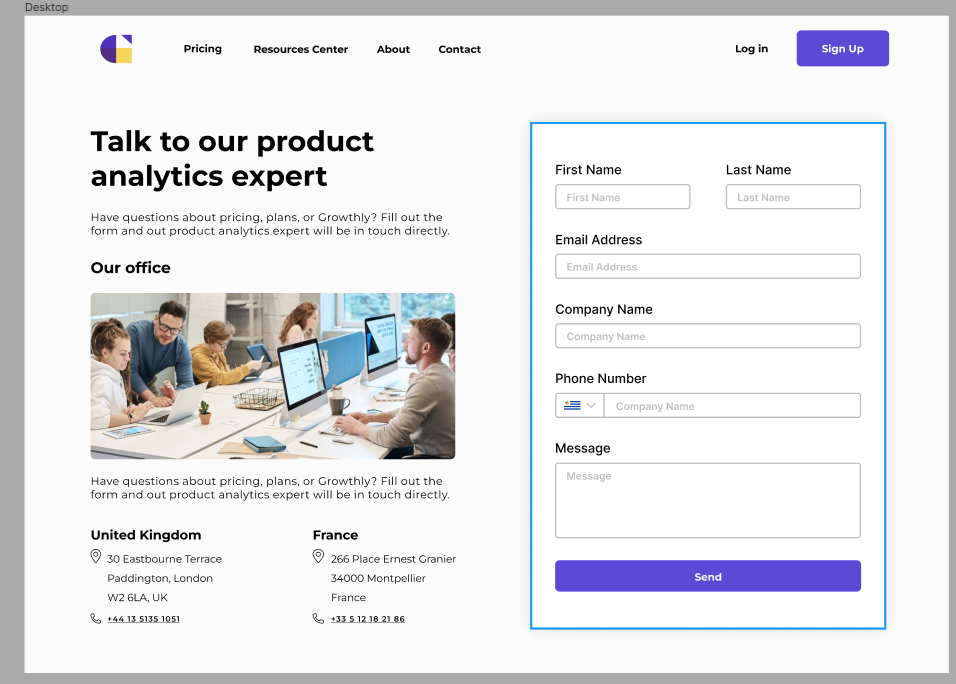 Desktop
Pricing
Resources Center
About
Contact
Log in
Sign Up
Talk to our product
analytics expert
Have questions about pricing, plans, or Growthly? Fill out the
form and out product analytics expert will be in touch directly.
Our office
Have questions about pricing, plans, or Growthly? Fill out the
form and out product analytics expert will be in touch directly.
United Kingdom
30 Eastbourne Terrace
Paddington, London
W2 6LA, UK
+44 13 5135 1051
France
266 Place Ernest Granier
34000 Montpellier
France
+33 5 12 18 21 86
First Name
First Name
Last Name
Last Name
Email Address
Email Address
Company Name
Company Name
Phone Number
Company Name
Message
Message
Send